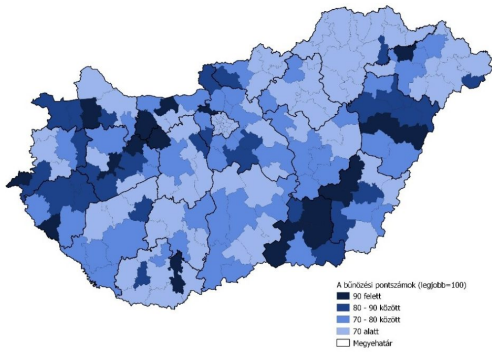 A bűnözési pontszámok (legjobb=100)
90 felett
80 - 90 között
70 - 80 között
70 alatt
Megyehatár